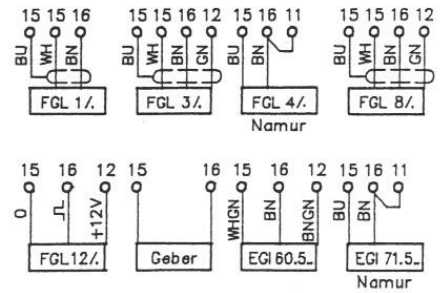 15 15 16 15 15 16 12 15 16 11 15 15 16 12
BU WH BN BU WH BN GN BU BN BU WH BN GN
FGL 1/. FGL 3/. FGL 4/. FGL 8/.
Namur
15 16 12 15 16 15 16 12 15 16 11
0 +12V WHGN BN BNGN BU BN
FGL12/. Geber EGI 60.5.. EGI 71.5..
Namur